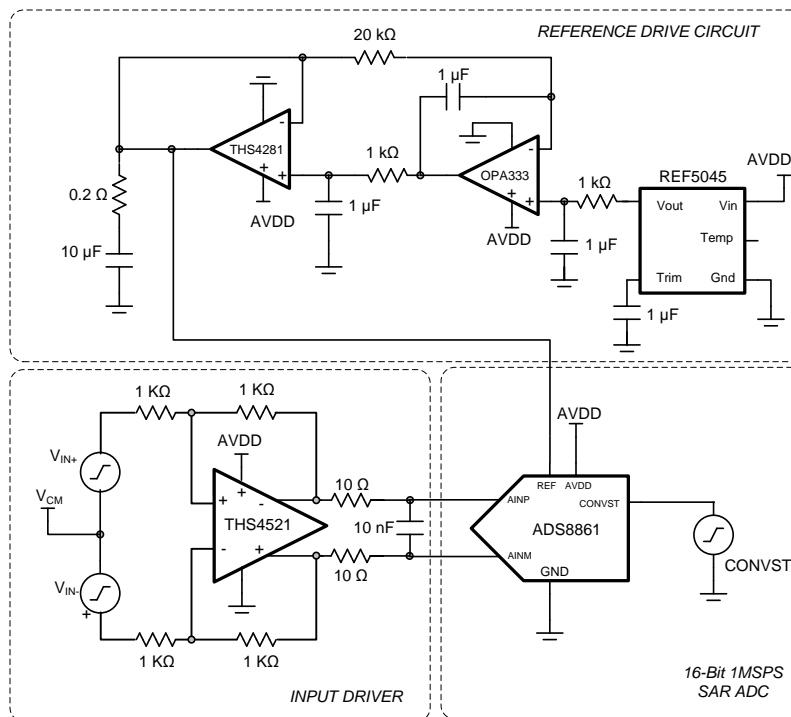 REFERENCE DRIVE CIRCUIT
20 kΩ
1 µF
-
THS4281
+
+
AVDD
1 kΩ
1 µF
-
OPA333
+
+
AVDD
1 kΩ
1 µF
REF5045
AVDD
Vout
Vin
Temp
Trim
Gnd
1 µF
0.2 Ω
10 µF
1 KΩ
1 KΩ
VIN+
VCM
VIN-
+
AVDD
+
+
-
THS4521
-
+
10 Ω
10 nF
10 Ω
1 KΩ
1 KΩ
INPUT DRIVER
AVDD
REF
AVDD
AINP
CONVST
ADS8861
AINM
GND
CONVST
16-Bit 1MSPS
SAR ADC